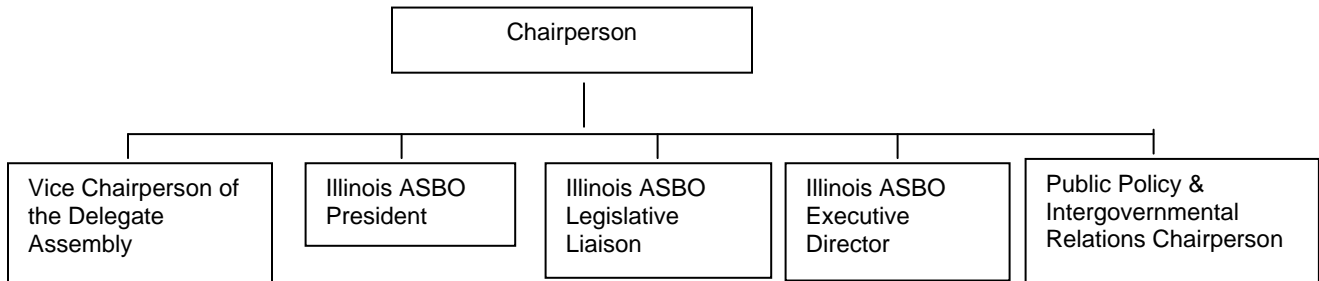 Chairperson
Vice Chairperson of
the Delegate
Assembly
Illinois ASBO
President
Illinois ASBO
Legislative
Liaison
Illinois ASBO
Executive
Director
Public Policy &
Intergovernmental
Relations Chairperson